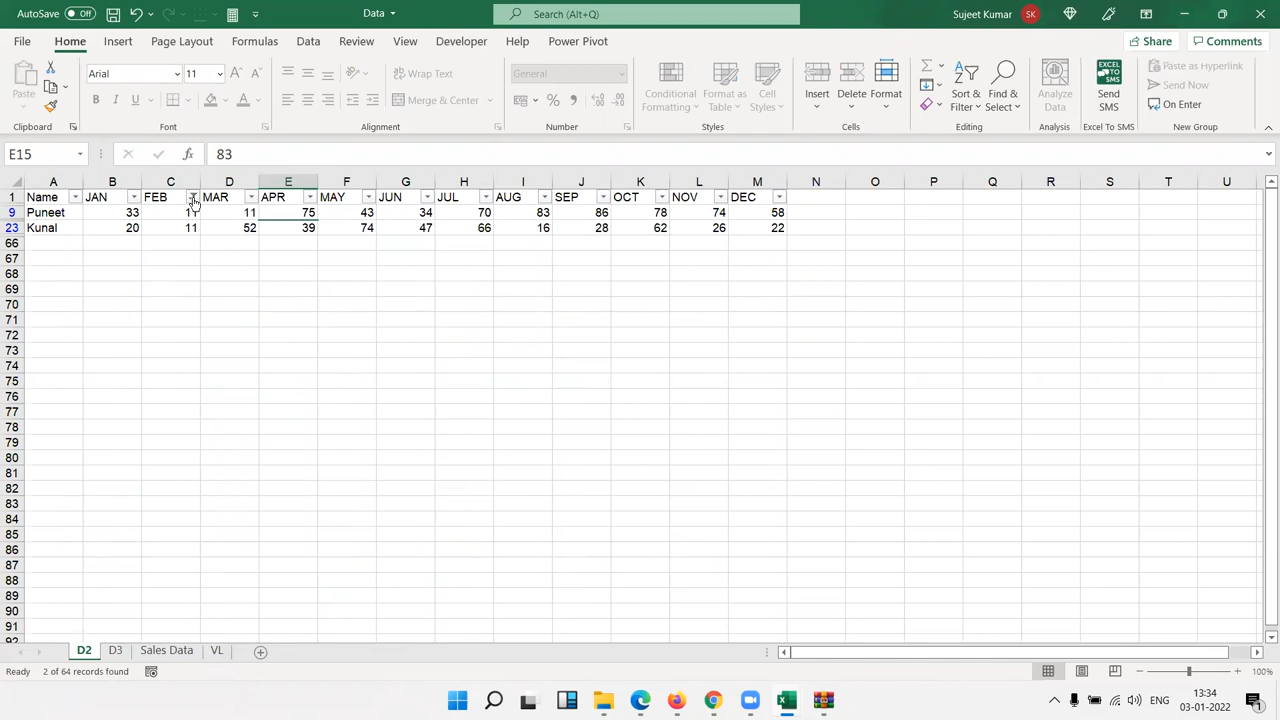 AutoSave Off Data Search (Alt+Q) Sujeet Kumar SK
File Home Insert Page Layout Formulas Data Review View Developer Help Power Pivot Share Comments
Paste Arial 11 Wrap Text General Conditional Formatting Format as Table Cell Styles Insert Delete Format Sort & Filter Find & Select Analyze Data EXCEL TO SMS Send SMS Paste as Hyperlink
Merge & Center Send Now
On Enter
Clipboard Font Alignment Number Styles Cells Editing Analysis Excel To SMS New Group
E15 fx 83
A B C D E F G H I J K L M N O P Q R S T U
1 Name JAN FEB MAR APR MAY JUN JUL AUG SEP OCT NOV DEC
9 Puneet 33 11 11 75 43 34 70 83 86 78 74 58
23 Kunal 20 11 52 39 74 47 66 16 28 62 26 22
66
67
68
69
70
71
72
73
74
75
76
77
78
79
80
81
82
83
84
85
86
87
88
89
90
91
92
D2 D3 Sales Data VL
Ready 2 of 64 records found 100%
ENG 13:34
03-01-2022 1